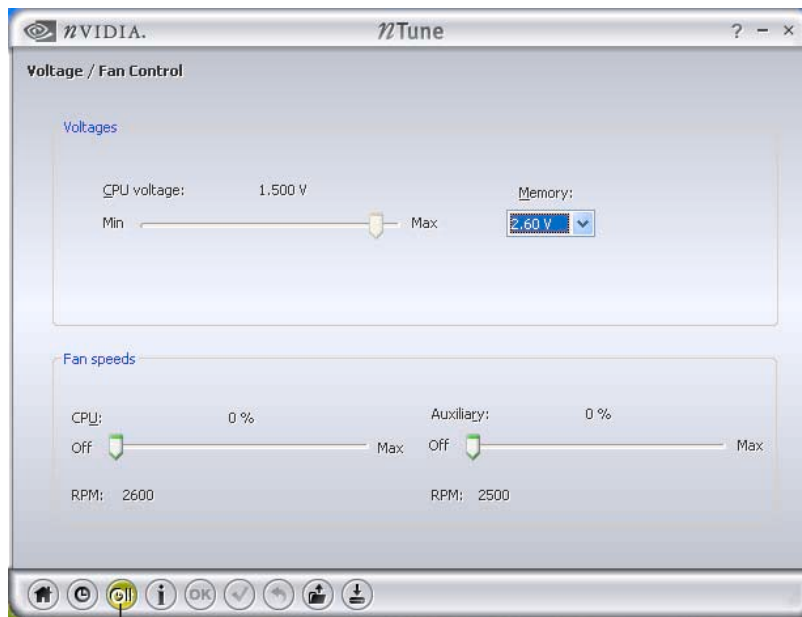 nVIDIA. nTune ? – ×
Voltage / Fan Control
Voltages
CPU voltage: 1.500 V Memory:
Min Max 2.60 V
Fan speeds
CPU: 0 % Auxiliary: 0 %
Off Max Off Max
RPM: 2600 RPM: 2500
i OK